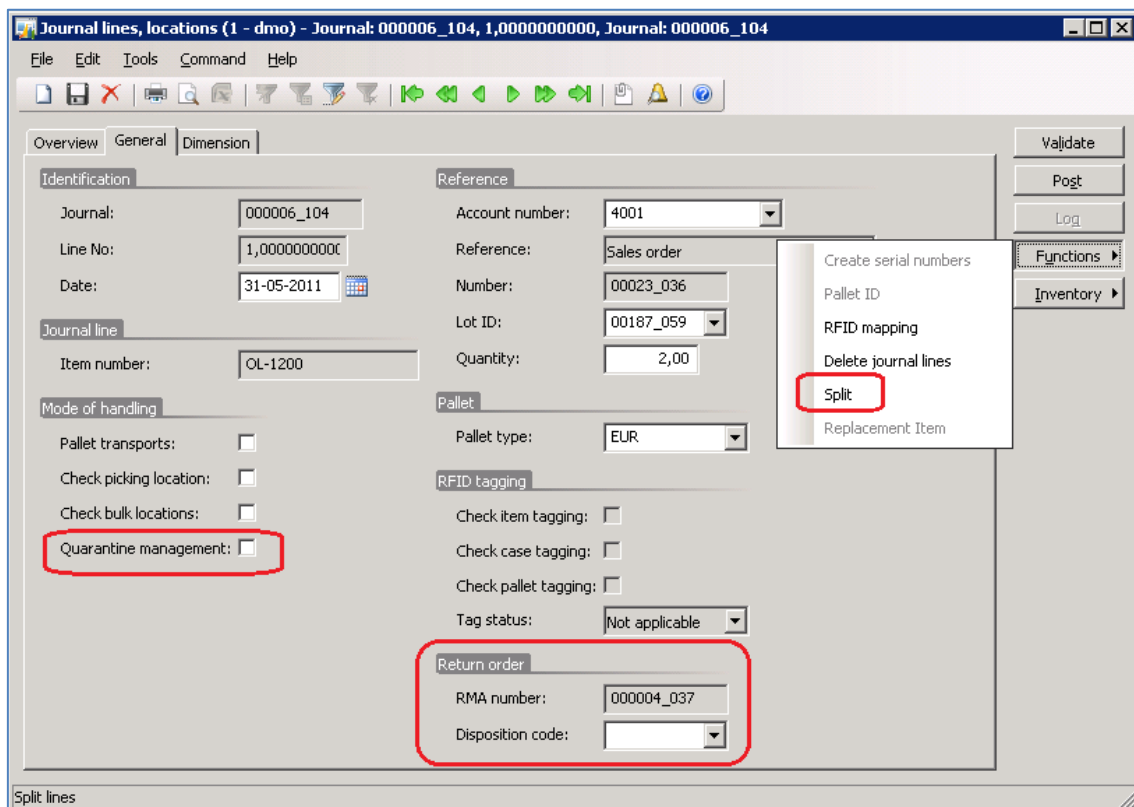 Journal lines, locations (1 - dmo) - Journal: 000006_104, 1,0000000000, Journal: 000006_104
File Edit Tools Command Help
Overview General Dimension
Identification
Journal: 000006_104
Line No: 1,000000000
Date: 31-05-2011
Journal line
Item number: OL-1200
Mode of handling
Pallet transports:
Check picking location:
Check bulk locations:
Quarantine management:
Reference
Account number: 4001
Reference: Sales order
Number: 00023_036
Lot ID: 00187_059
Quantity: 2,00
Pallet
Pallet type: EUR
RFID tagging
Check item tagging:
Check case tagging:
Check pallet tagging:
Tag status: Not applicable
Return order
RMA number: 000004_037
Disposition code:
Create serial numbers
Pallet ID
RFID mapping
Delete journal lines
Split
Replacement Item
Validate
Post
Log
Functions
Inventory
Split lines